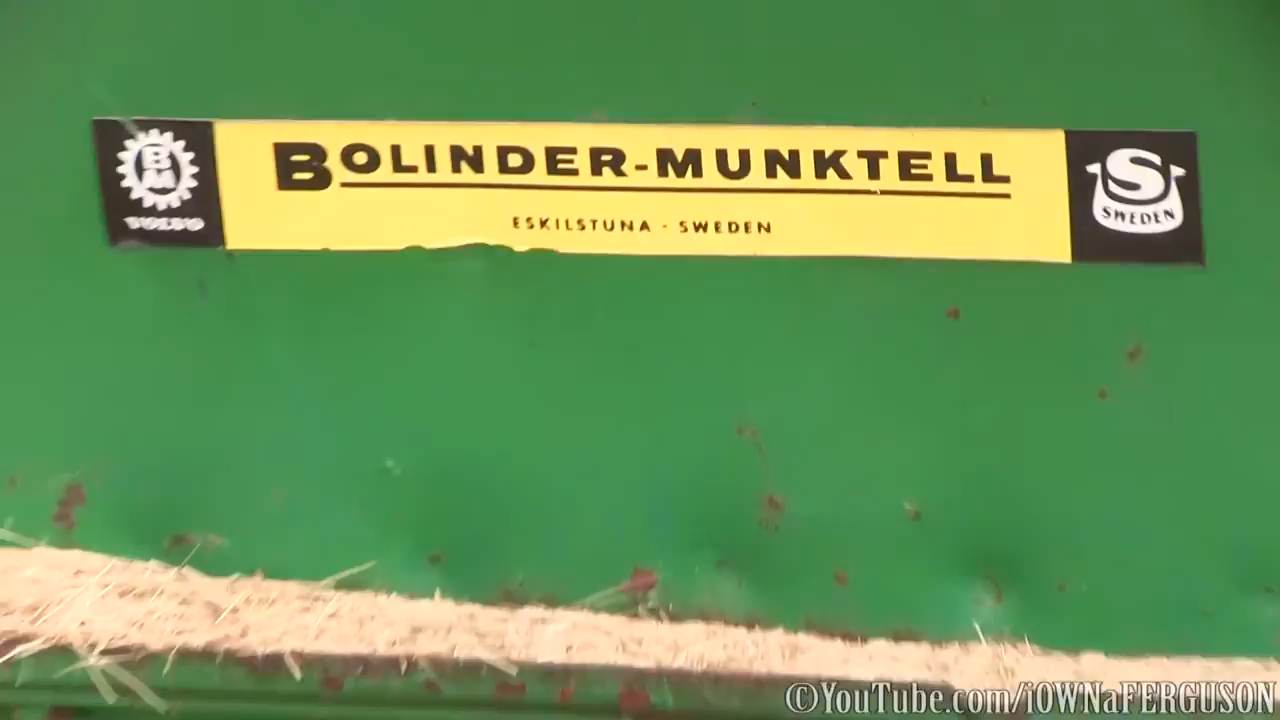 BM
VOLVO
BOLINDER-MUNKTELL
ESKILSTUNA - SWEDEN
S
SWEDEN
©YouTube.com/iOWNaFERGUSON